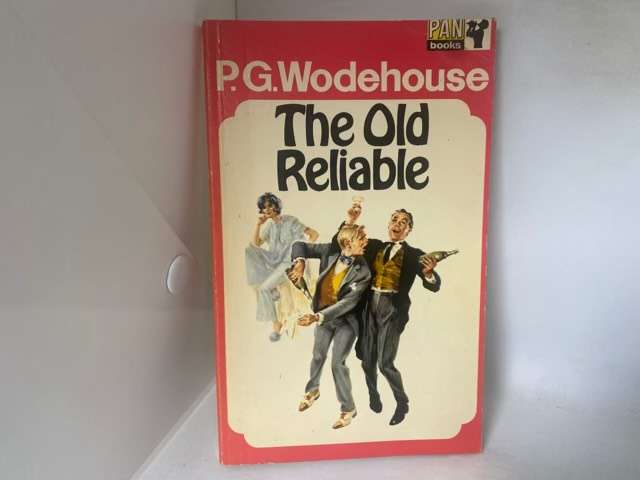 PAN
books
P.G.Wodehouse
The Old
Reliable